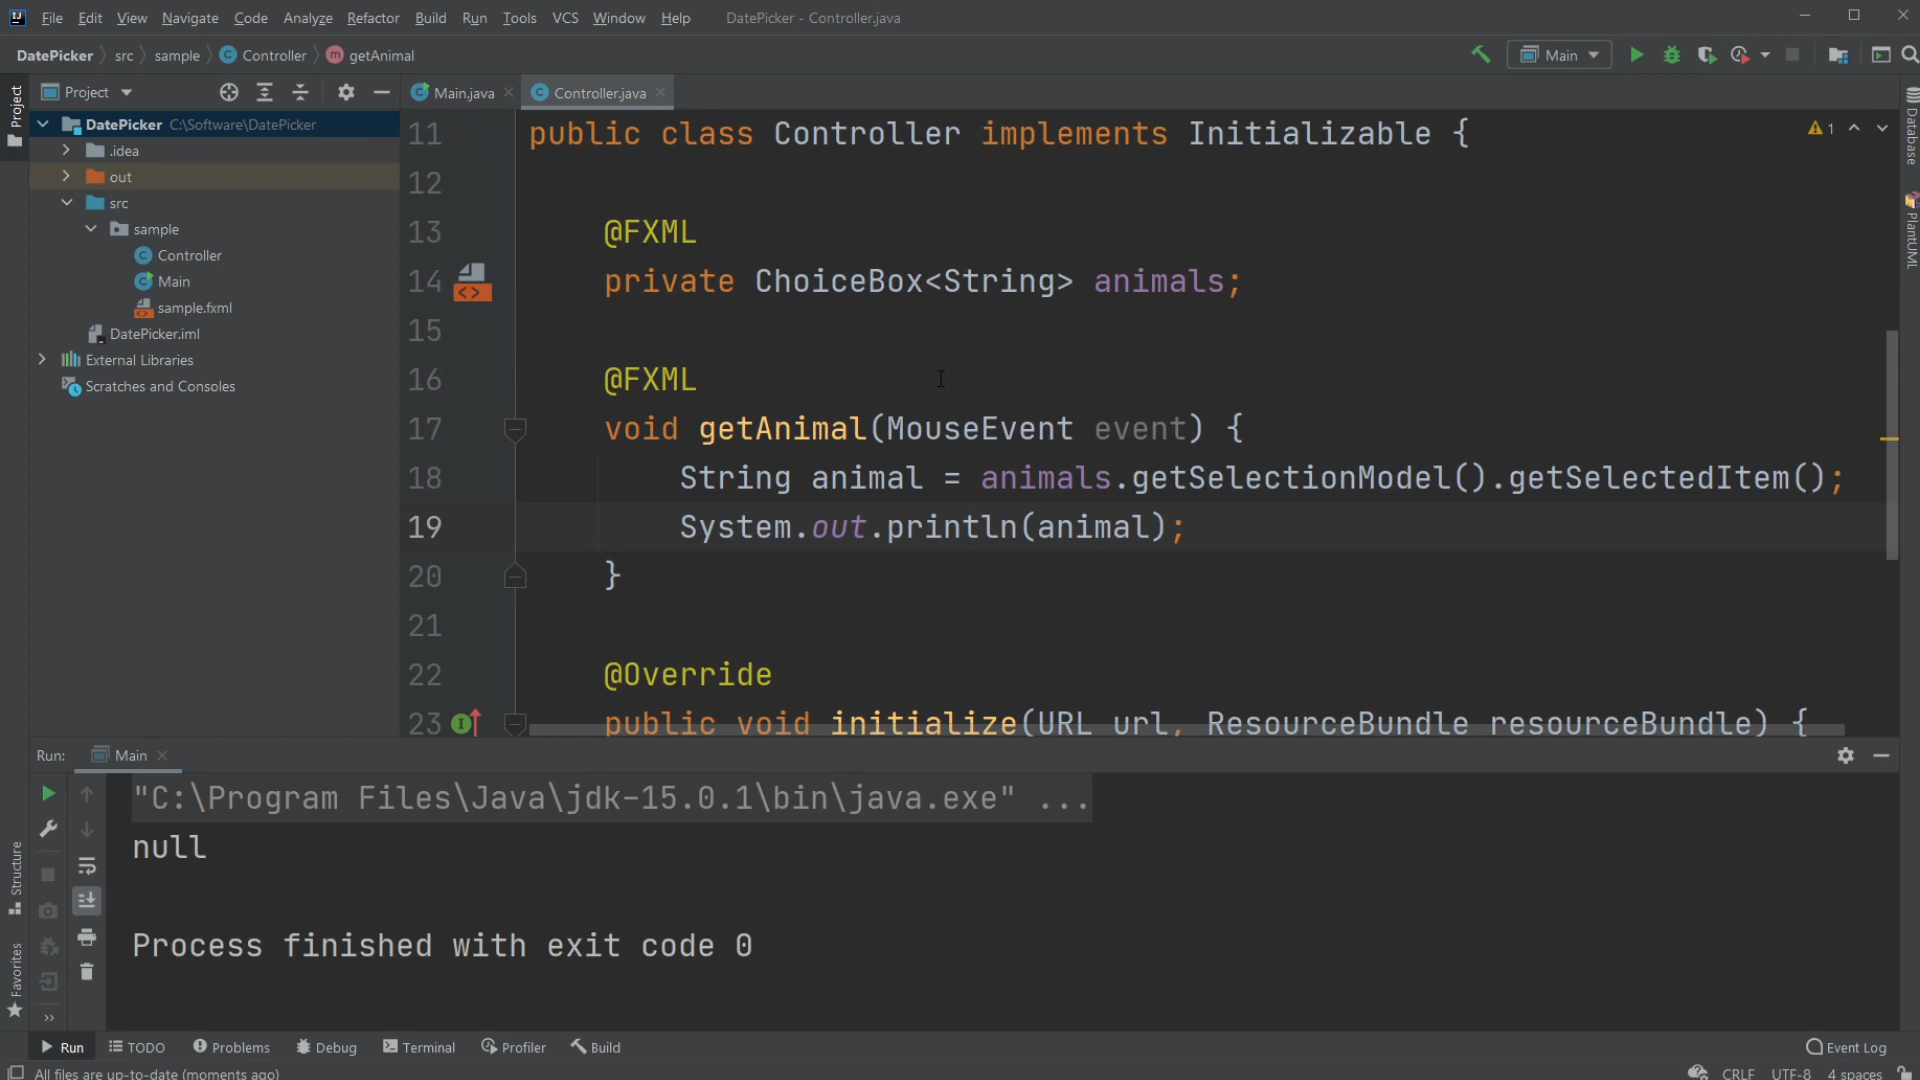 File Edit View Navigate Code Analyze Refactor Build Run Tools VCS Window Help DatePicker - Controller.java
DatePicker src sample Controller getAnimal Main
Project
Main.java Controller.java
DatePicker C:\Software\DatePicker
.idea
out
src
sample
Controller
Main
sample.fxml
DatePicker.iml
External Libraries
Scratches and Consoles
Project
Structure
Favorites
Database
PlantUML
1
11 public class Controller implements Initializable {
12
13 @FXML
14 private ChoiceBox<String> animals;
15
16 @FXML
17 void getAnimal(MouseEvent event) {
18 String animal = animals.getSelectionModel().getSelectedItem();
19 System.out.println(animal);
20 }
21
22 @Override
23 public void initialize(URL url, ResourceBundle resourceBundle) {
Run: Main
"C:\Program Files\Java\jdk-15.0.1\bin\java.exe" ...
null
Process finished with exit code 0
Run TODO Problems Debug Terminal Profiler Build Event Log
All files are up-to-date (moments ago) CRLF UTF-8 4 spaces